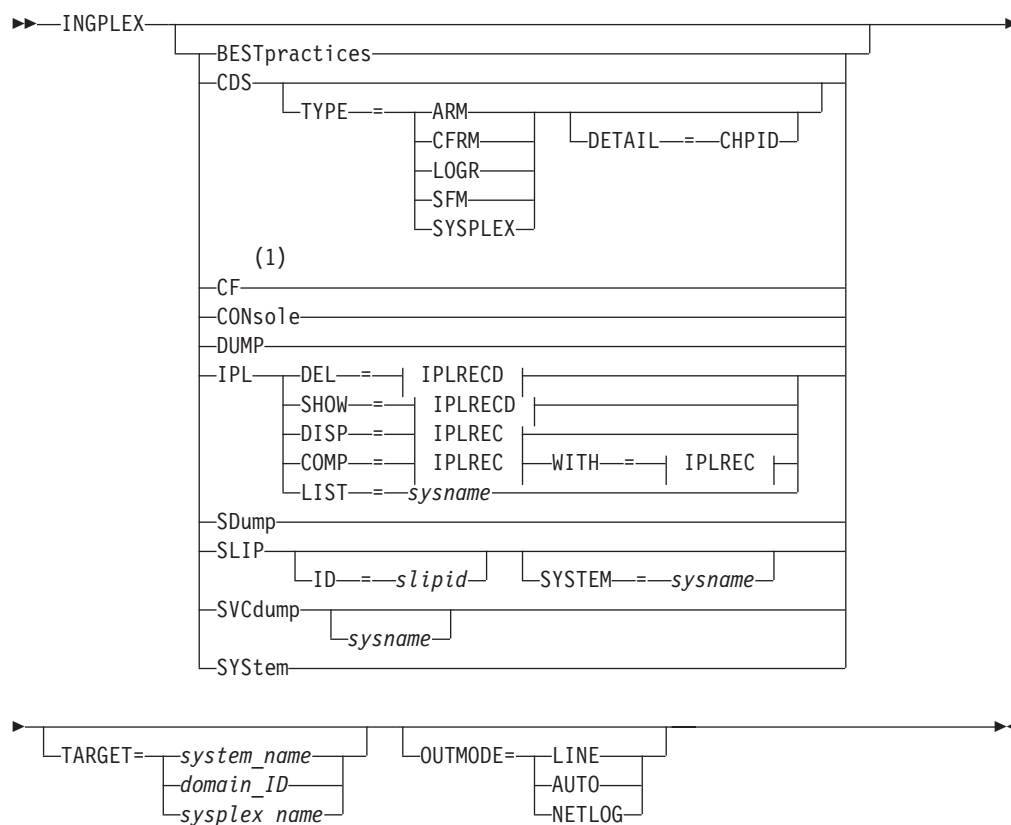 INGPLEX
BESTpractices
CDS
TYPE = ARM
CFRM DETAIL = CHPID
LOGR
SFM
SYSPLEX
(1)
CF
CONsole
DUMP
IPL DEL = IPLRECD
SHOW = IPLRECD
DISP = IPLREC
COMP = IPLREC WITH = IPLREC
LIST = sysname
SDump
SLIP
ID = slipid SYSTEM = sysname
SVCdump
sysname
SYStem
TARGET= system_name OUTMODE= LINE
domain_ID AUTO
sysplex name NETLOG